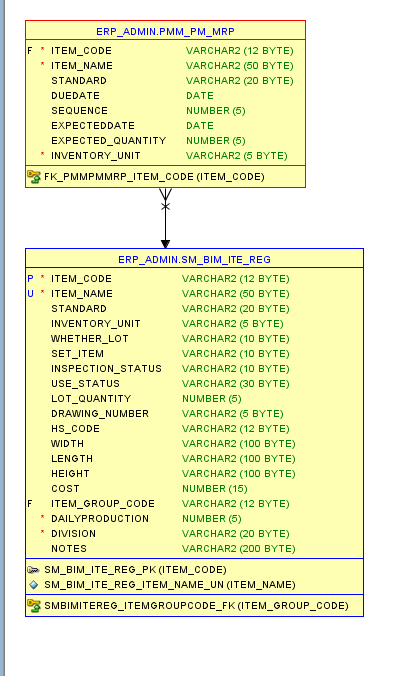 ERP_ADMIN.PMM_PM_MRP
F * ITEM_CODE VARCHAR2 (12 BYTE)
* ITEM_NAME VARCHAR2 (50 BYTE)
STANDARD VARCHAR2 (20 BYTE)
DUEDATE DATE
SEQUENCE NUMBER (5)
EXPECTEDDATE DATE
EXPECTED_QUANTITY NUMBER (5)
* INVENTORY_UNIT VARCHAR2 (5 BYTE)
FK_PMMPMMRP_ITEM_CODE (ITEM_CODE)
ERP_ADMIN.SM_BIM_ITE_REG
P * ITEM_CODE VARCHAR2 (12 BYTE)
U * ITEM_NAME VARCHAR2 (50 BYTE)
STANDARD VARCHAR2 (20 BYTE)
INVENTORY_UNIT VARCHAR2 (5 BYTE)
WHETHER_LOT VARCHAR2 (10 BYTE)
SET_ITEM VARCHAR2 (10 BYTE)
INSPECTION_STATUS VARCHAR2 (10 BYTE)
USE_STATUS VARCHAR2 (30 BYTE)
LOT_QUANTITY NUMBER (5)
DRAWING_NUMBER VARCHAR2 (5 BYTE)
HS_CODE VARCHAR2 (12 BYTE)
WIDTH VARCHAR2 (100 BYTE)
LENGTH VARCHAR2 (100 BYTE)
HEIGHT VARCHAR2 (100 BYTE)
COST NUMBER (15)
F ITEM_GROUP_CODE VARCHAR2 (12 BYTE)
* DAILYPRODUCTION NUMBER (5)
* DIVISION VARCHAR2 (20 BYTE)
NOTES VARCHAR2 (200 BYTE)
SM_BIM_ITE_REG_PK (ITEM_CODE)
SM_BIM_ITE_REG_ITEM_NAME_UN (ITEM_NAME)
SMBIMITEREG_ITEMGROUPCODE_FK (ITEM_GROUP_CODE)